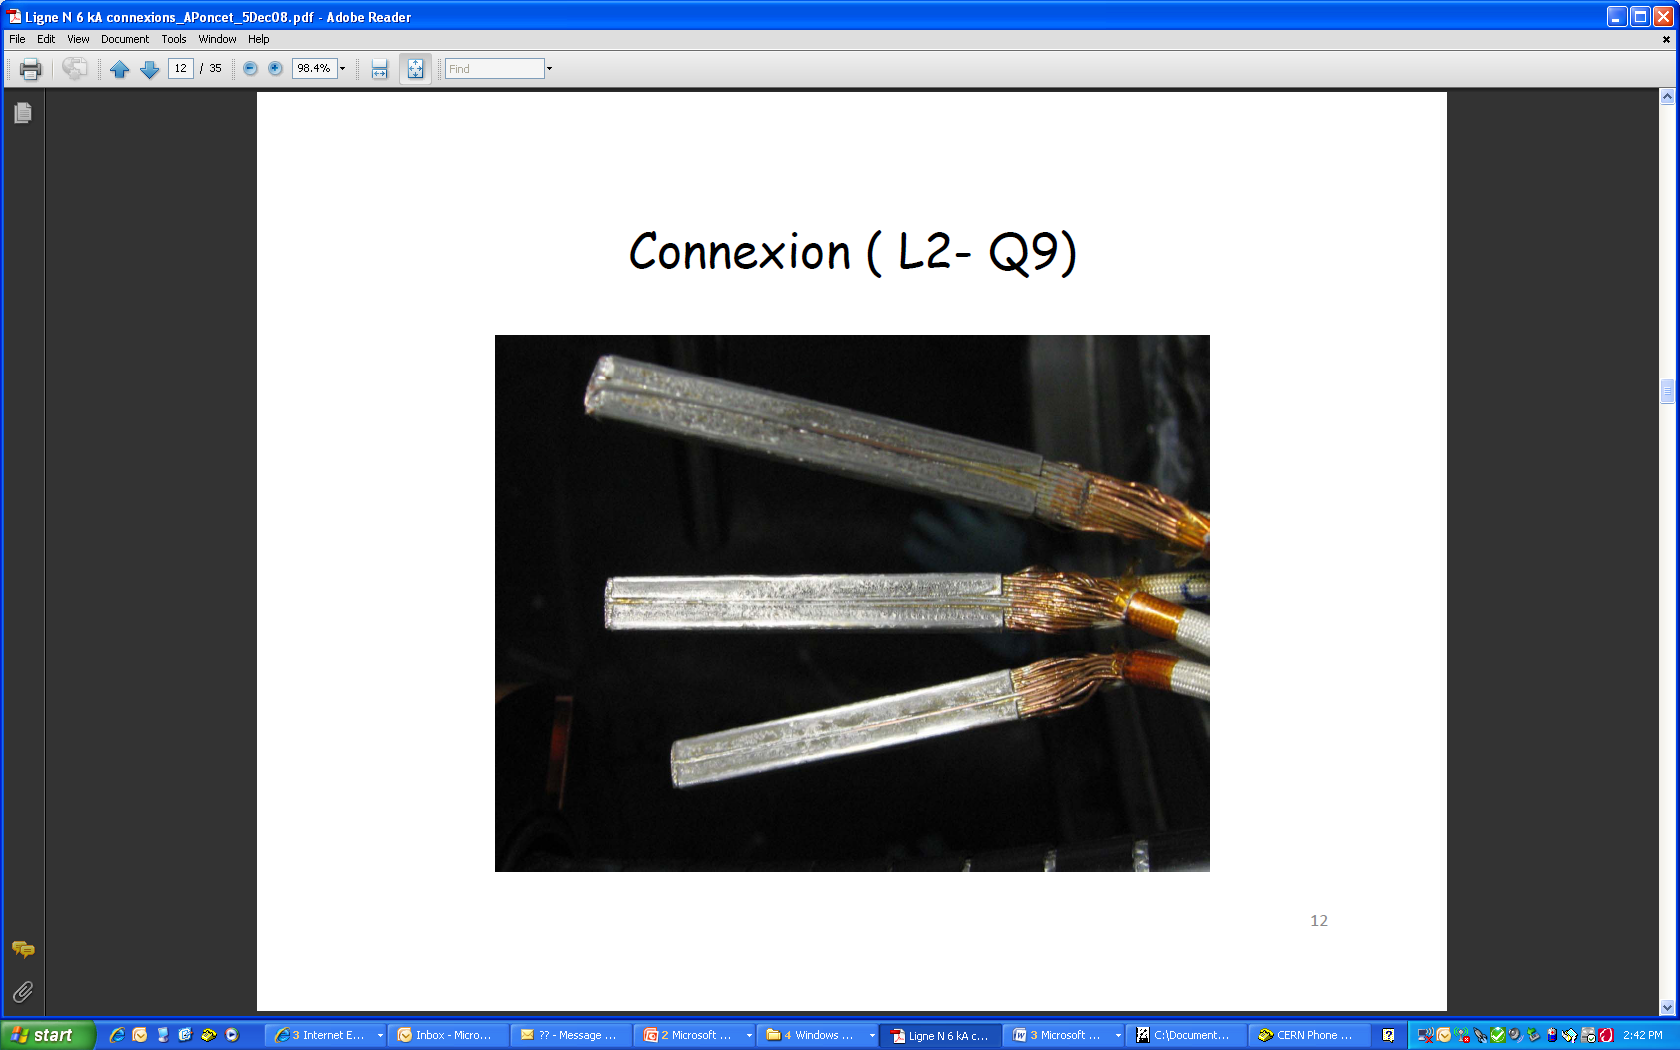 Ligne N 6 kA connexions_APoncet_5Dec08.pdf - Adobe Reader
File Edit View Document Tools Window Help
12 / 35 98.4% Find
Connexion ( L2- Q9)
12
start 3 Internet E... Inbox - Micro... ?? - Message ... 2 Microsoft ... 4 Windows ... Ligne N 6 kA c... 3 Microsoft ... C:\Document... CERN Phone ... 2:42 PM